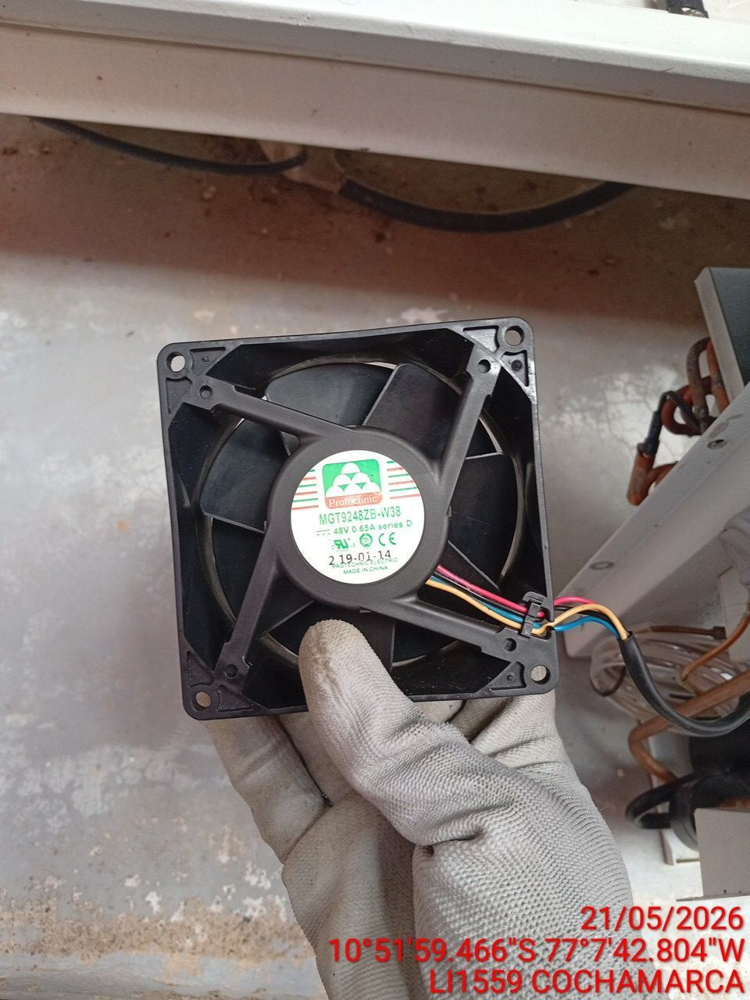 Protechnic
MGT9248ZB-W38
48V 0.65A series D
CE
2 19-01-14
PROTECHNIC ELECTRIC
MADE IN CHINA
21/05/2026
10°51'59.466"S 77°7'42.804"W
LI1559 COCHAMARCA